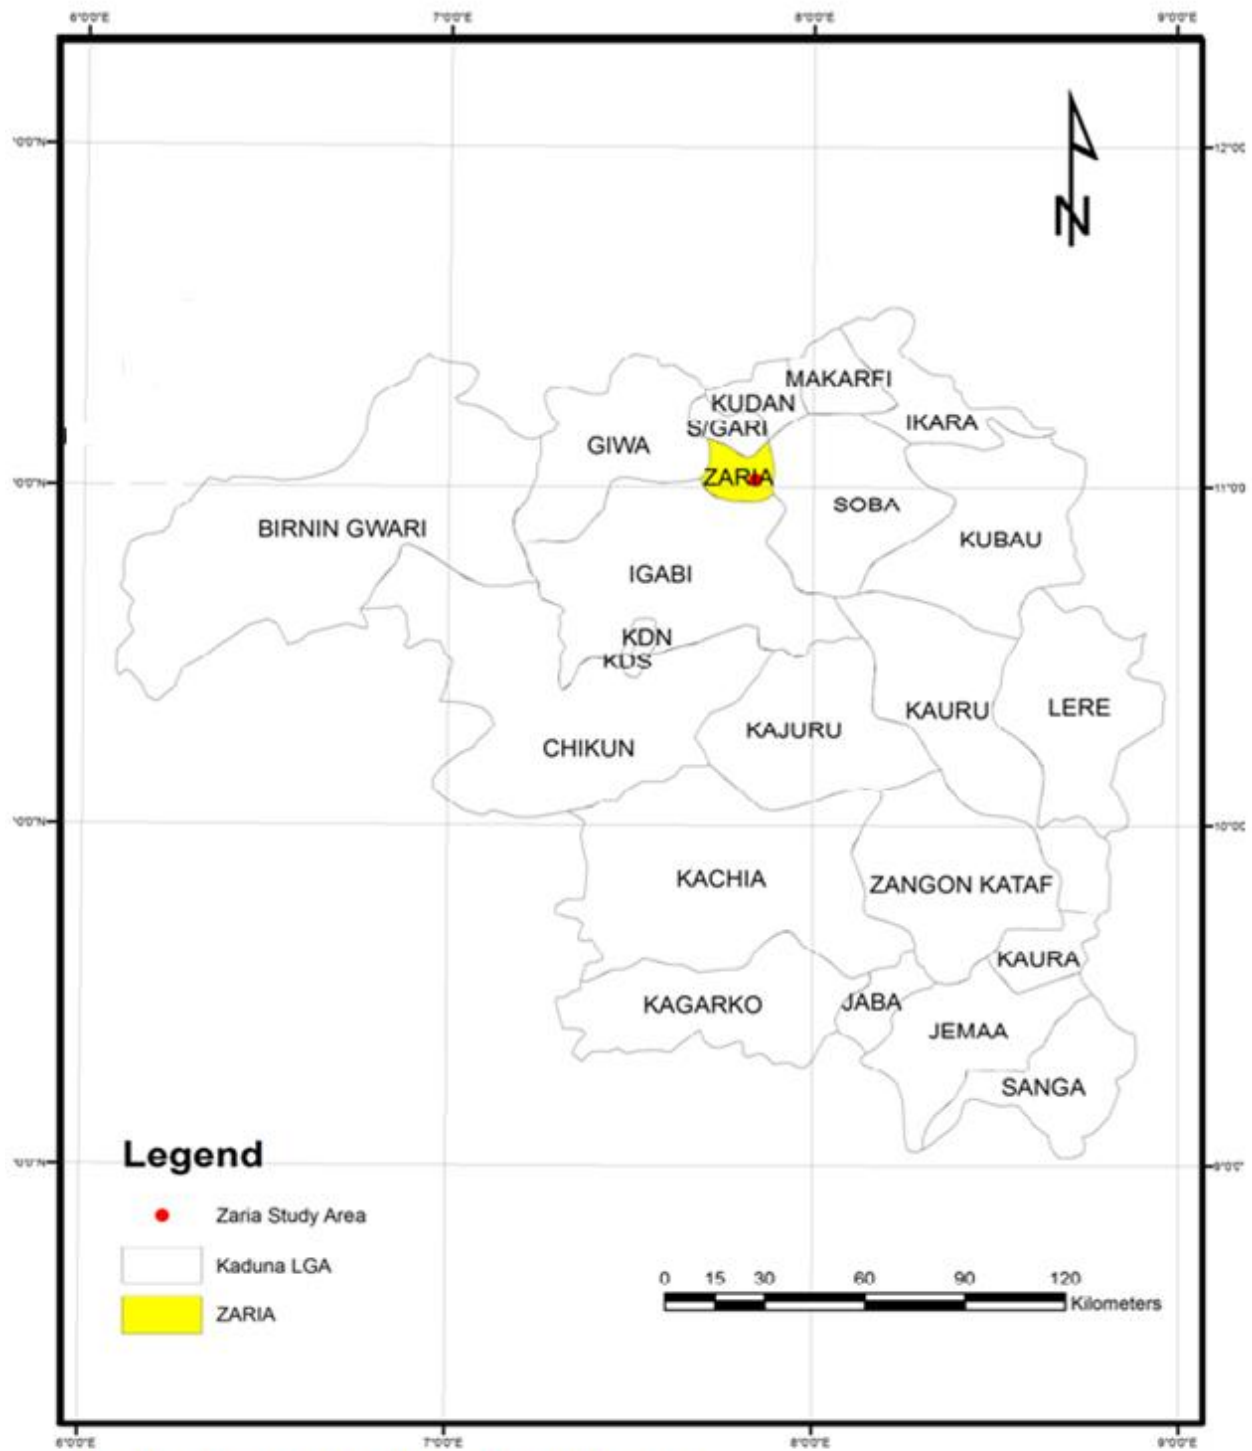 6°0'0"E 7°0'0"E 8°0'0"E 9°0'0"E
N
MAKARFI
KUDAN
IKARA
S/GARI
GIWA
ZARIA
SOBA
BIRNIN GWARI
KUBAU
IGABI
KDN
KDS
KAURU
LERE
KAJURU
CHIKUN
KACHIA
ZANGON KATAF
KAURA
JABA
KAGARKO
JEMAA
SANGA
Legend
Zaria Study Area
Kaduna LGA
ZARIA
0 15 30 60 90 120
Kilometers
6°0'0"E 7°0'0"E 8°0'0"E 9°0'0"E